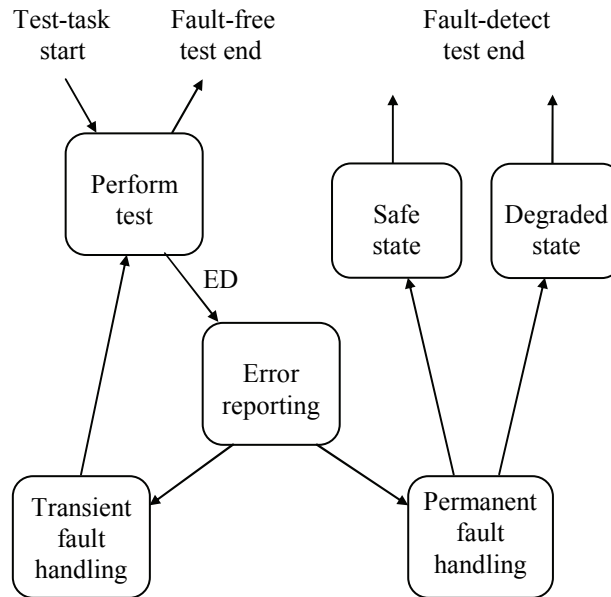 Test-task
start
Fault-free
test end
Fault-detect
test end
Perform
test
Safe
state
Degraded
state
ED
Error
reporting
Transient
fault
handling
Permanent
fault
handling